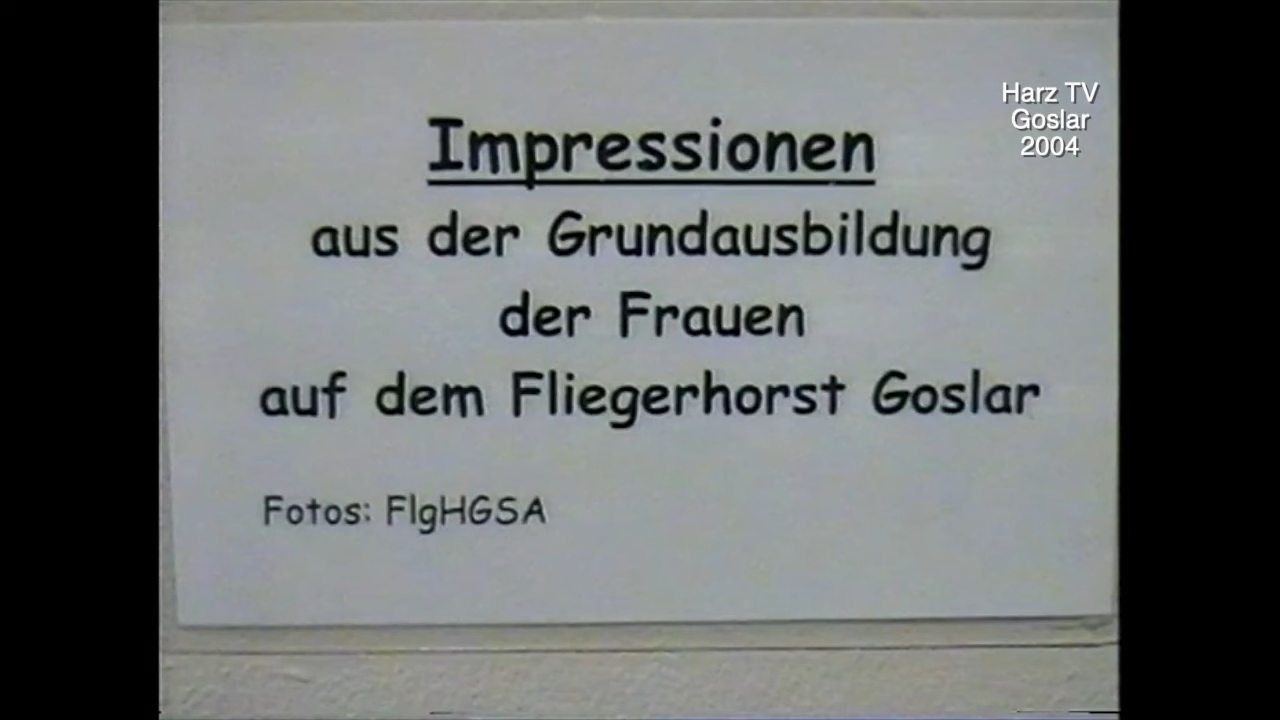 Harz TV
Goslar
2004
Impressionen
aus der Grundausbildung
der Frauen
auf dem Fliegerhorst Goslar
Fotos: FlgHGSA